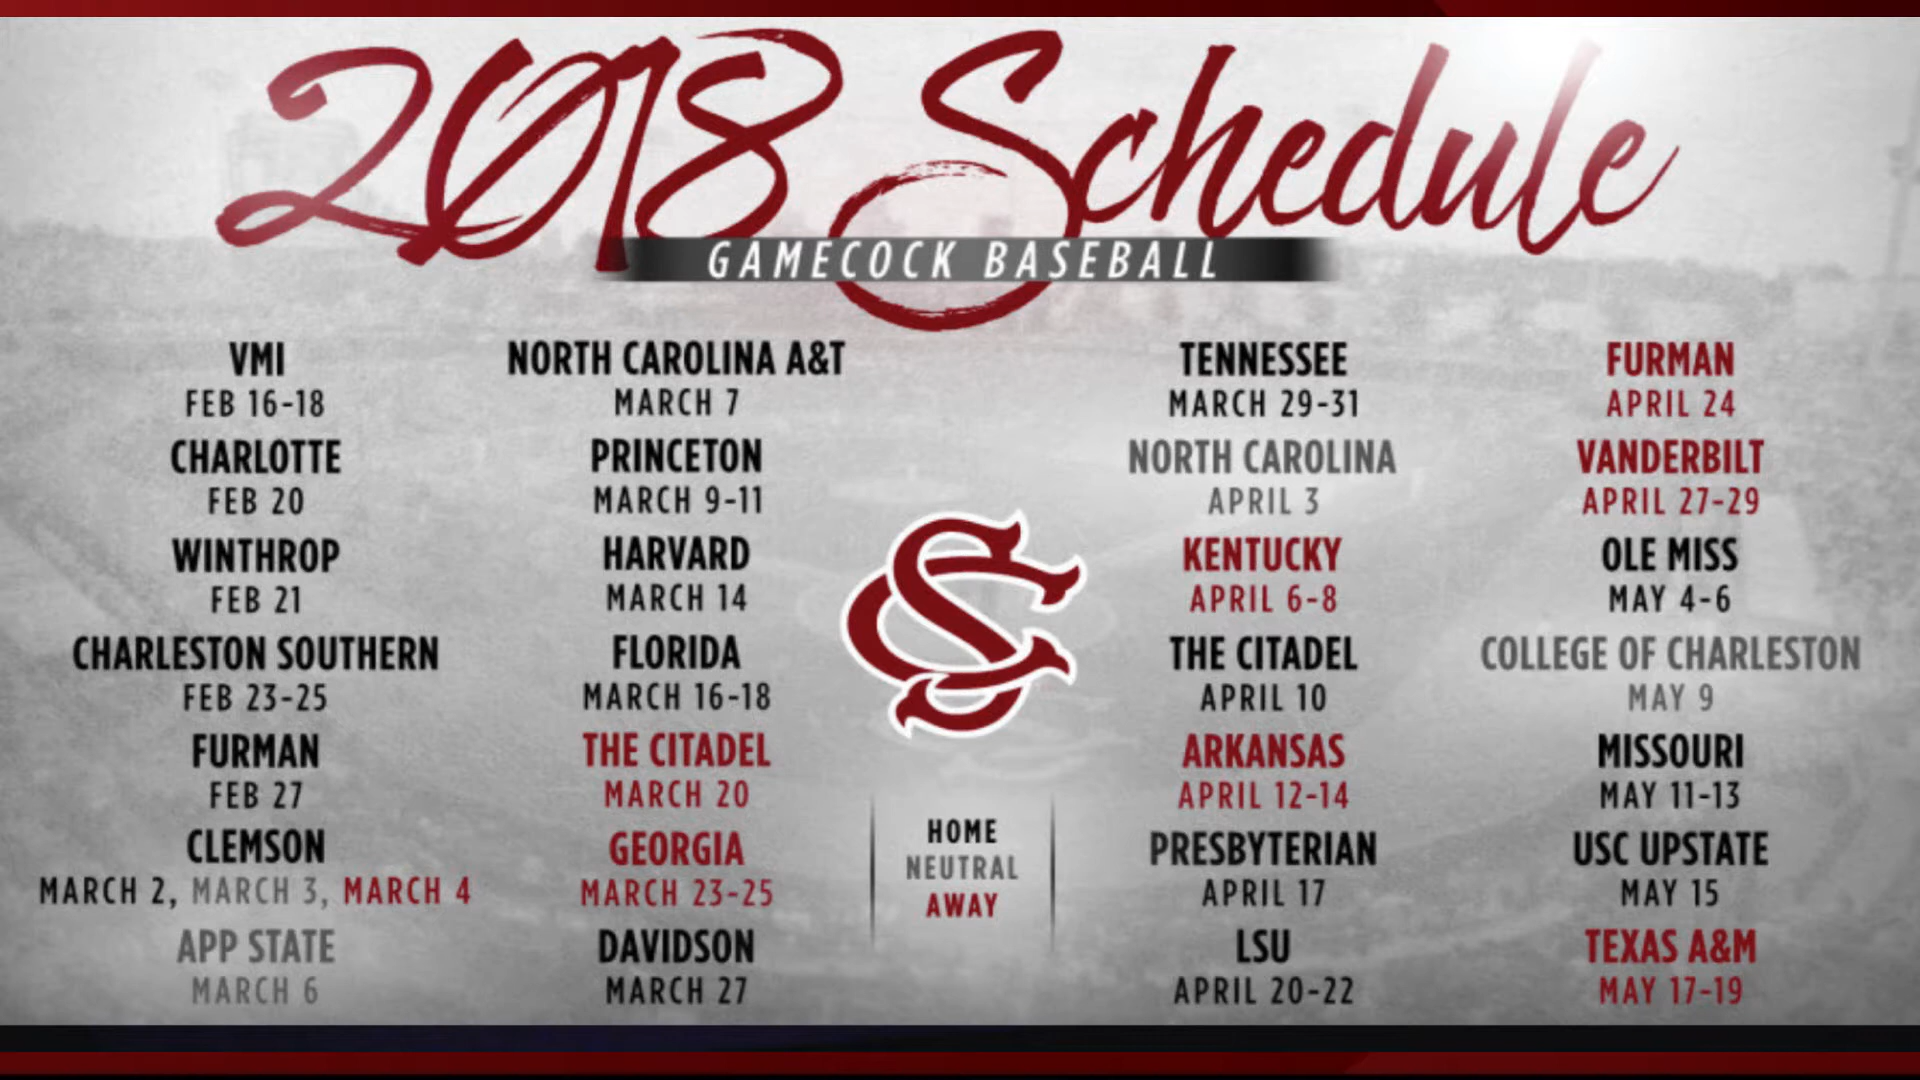 2018 Schedule
GAMECOCK BASEBALL
VMI
FEB 16-18
CHARLOTTE
FEB 20
WINTHROP
FEB 21
CHARLESTON SOUTHERN
FEB 23-25
FURMAN
FEB 27
CLEMSON
MARCH 2, MARCH 3, MARCH 4
APP STATE
MARCH 6
NORTH CAROLINA A&T
MARCH 7
PRINCETON
MARCH 9-11
HARVARD
MARCH 14
FLORIDA
MARCH 16-18
THE CITADEL
MARCH 20
GEORGIA
MARCH 23-25
DAVIDSON
MARCH 27
SC
HOME
NEUTRAL
AWAY
TENNESSEE
MARCH 29-31
NORTH CAROLINA
APRIL 3
KENTUCKY
APRIL 6-8
THE CITADEL
APRIL 10
ARKANSAS
APRIL 12-14
PRESBYTERIAN
APRIL 17
LSU
APRIL 20-22
FURMAN
APRIL 24
VANDERBILT
APRIL 27-29
OLE MISS
MAY 4-6
COLLEGE OF CHARLESTON
MAY 9
MISSOURI
MAY 11-13
USC UPSTATE
MAY 15
TEXAS A&M
MAY 17-19